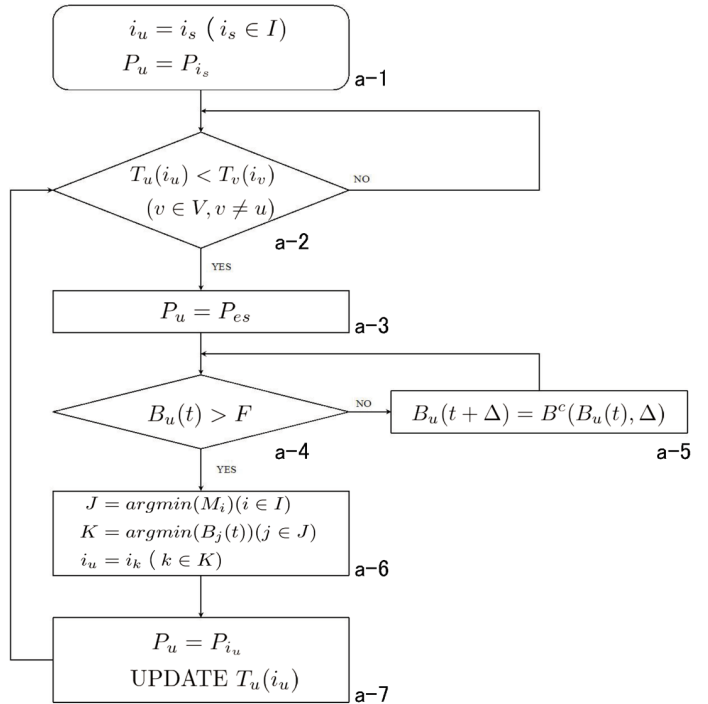 i_u = i_s ( i_s ∈ I)
P_u = P_{i_s}
a-1
T_u(i_u) < T_v(i_v)
(v ∈ V, v ≠ u)
NO
a-2
YES
P_u = P_{es}
a-3
B_u(t) > F
NO
B_u(t + Δ) = B^c(B_u(t), Δ)
a-4
a-5
YES
J = argmin(M_i)(i ∈ I)
K = argmin(B_j(t))(j ∈ J)
i_u = i_k ( k ∈ K)
a-6
P_u = P_{i_u}
UPDATE T_u(i_u)
a-7